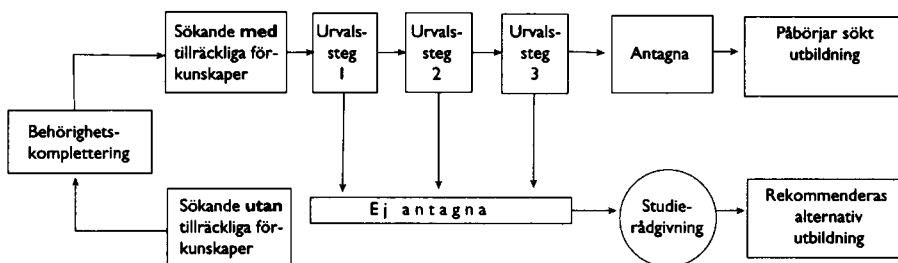 Sökande med
tillräckliga för-
kunskaper
Urvals-
steg
1
Urvals-
steg
2
Urvals-
steg
3
Antagna
Påbörjar sökt
utbildning
Behörighets-
komplettering
Sökande utan
tillräckliga för-
kunskaper
Ej antagna
Studie-
rådgivning
Rekommenderas
alternativ
utbildning